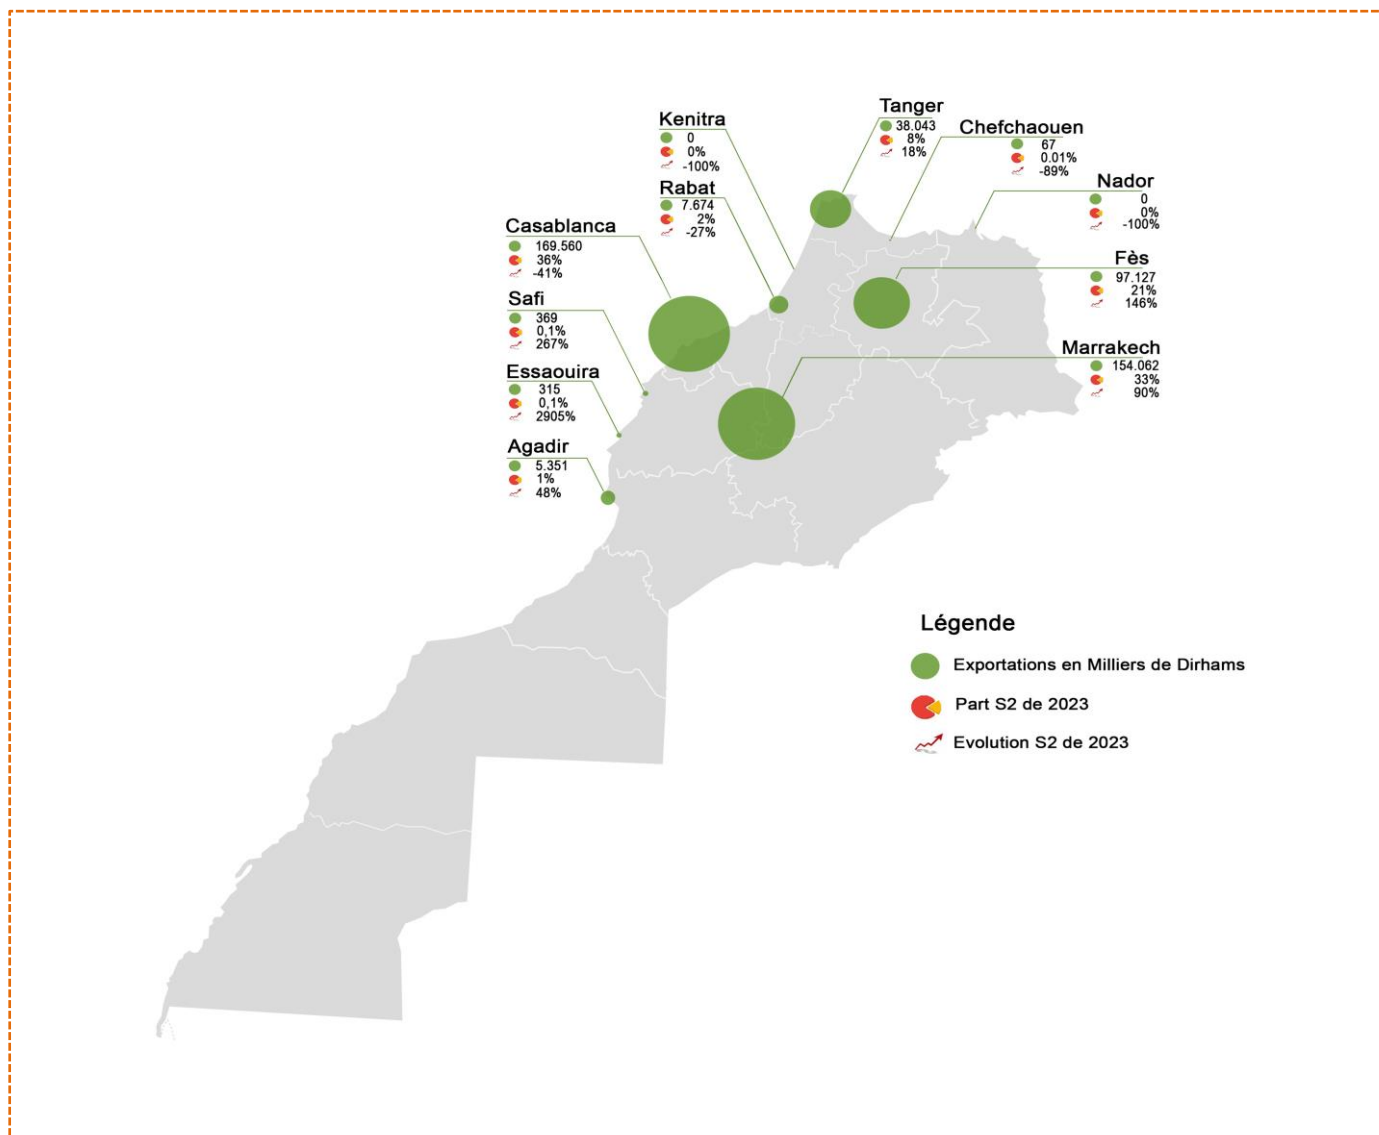 Tanger
38.043
8%
18%
Kenitra
0
0%
-100%
Chefchaouen
67
0.01%
-89%
Nador
0
0%
-100%
Rabat
7.674
2%
-27%
Casablanca
169.560
36%
-41%
Fès
97.127
21%
146%
Safi
369
0,1%
267%
Marrakech
154.062
33%
90%
Essaouira
315
0,1%
2905%
Agadir
5.351
1%
48%
Légende
Exportations en Milliers de Dirhams
Part S2 de 2023
Evolution S2 de 2023